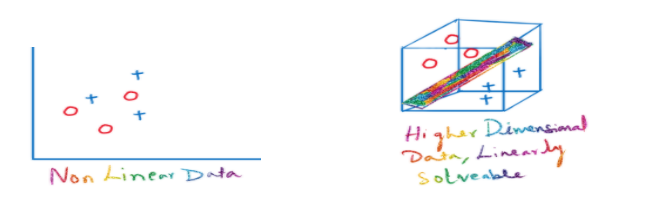 Non Linear Data
Higher Dimensional
Data, Linearly
Solveable